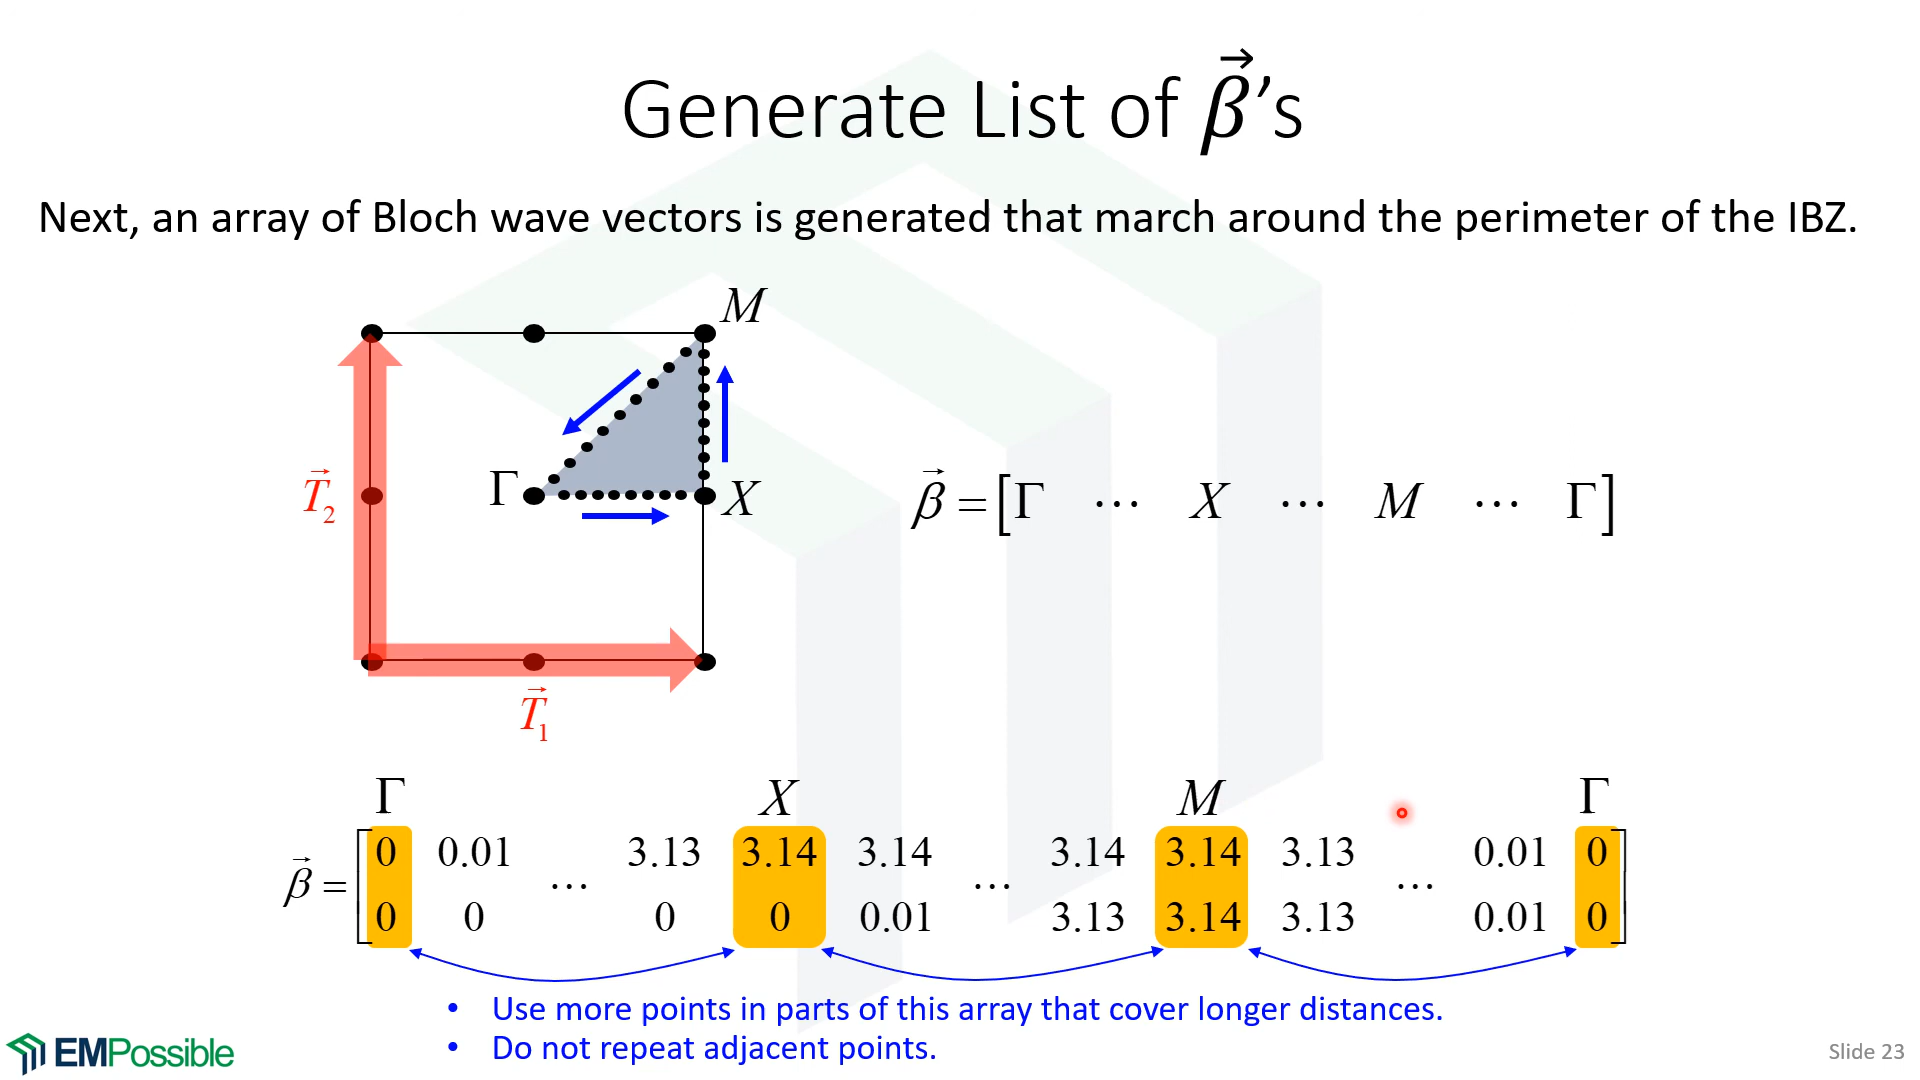 Generate List of β⃗'s
Next, an array of Bloch wave vectors is generated that march around the perimeter of the IBZ.
M
Γ
X
T⃗₂
T⃗₁
β⃗ = [Γ ⋯ X ⋯ M ⋯ Γ]
Γ X M Γ
0 0.01 3.13 3.14 3.14 3.14 3.14 3.13 0.01 0
β⃗ = [ ⋯ ⋯ ⋯ ]
0 0 0 0 0.01 3.13 3.14 3.13 0.01 0
• Use more points in parts of this array that cover longer distances.
• Do not repeat adjacent points.
EMPossible
Slide 23